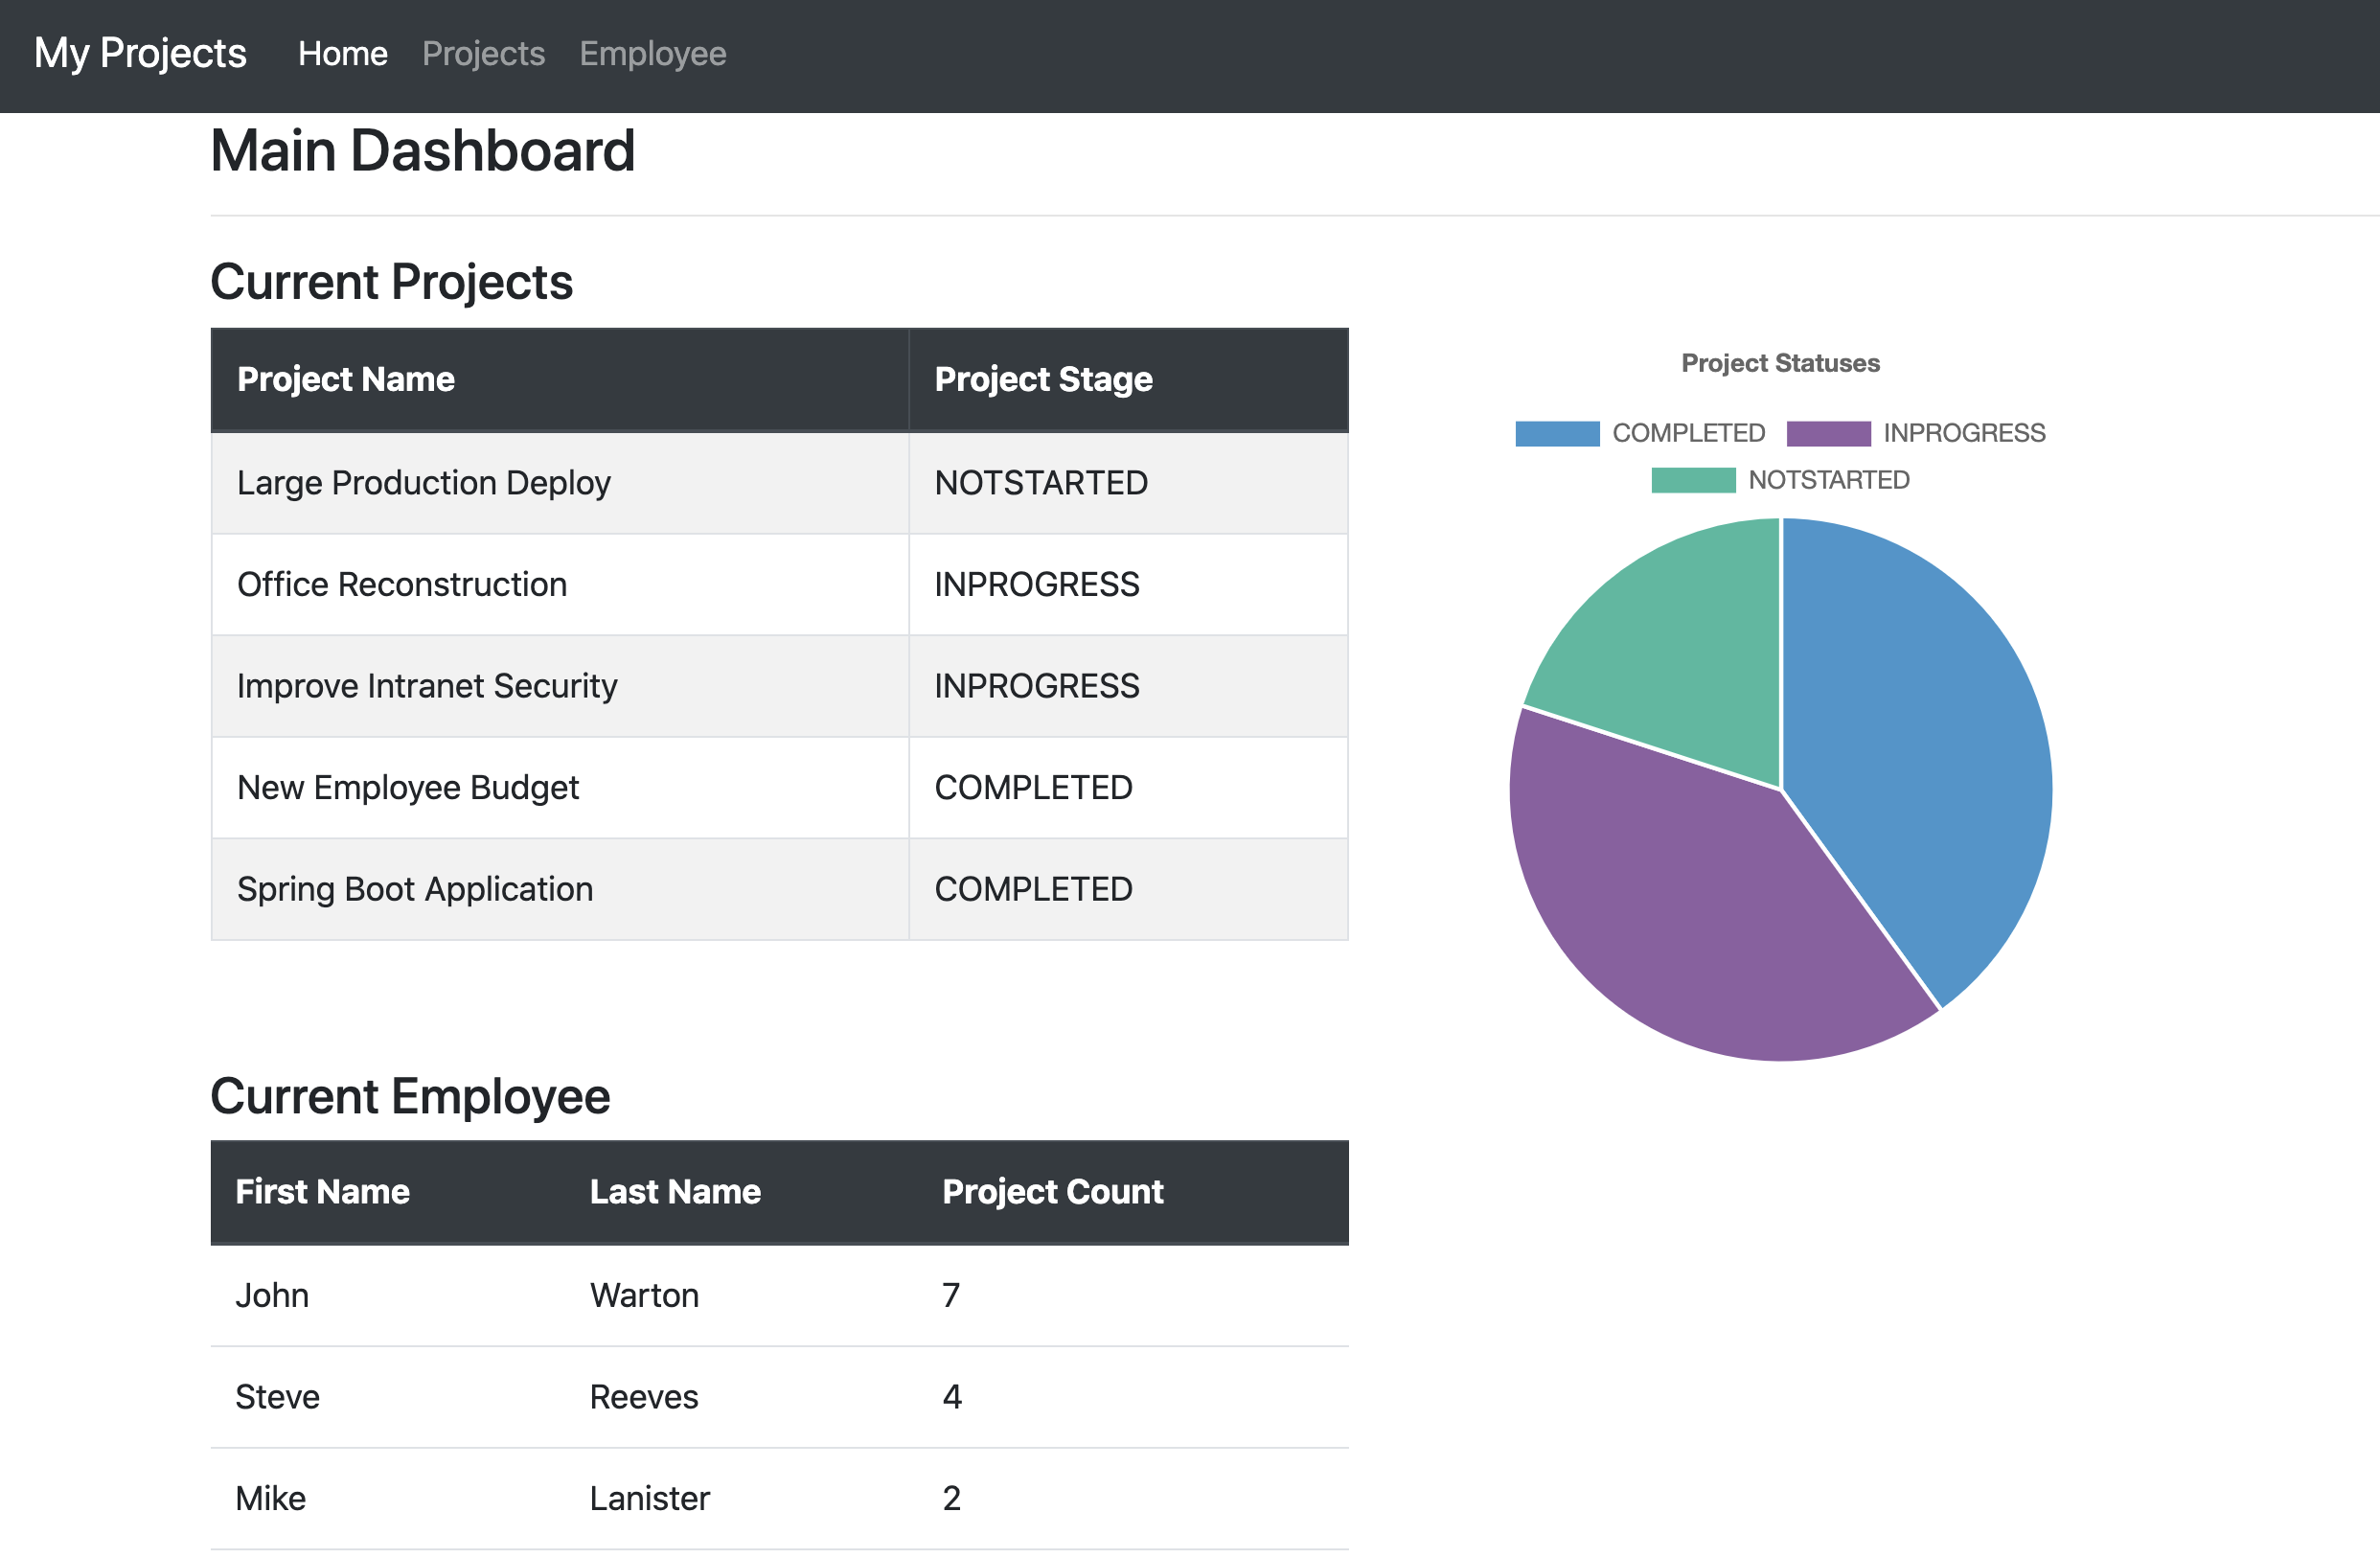 My Projects Home Projects Employee
Main Dashboard
Current Projects
Project Name Project Stage
Large Production Deploy NOTSTARTED
Office Reconstruction INPROGRESS
Improve Intranet Security INPROGRESS
New Employee Budget COMPLETED
Spring Boot Application COMPLETED
Project Statuses
COMPLETED INPROGRESS
NOTSTARTED
Current Employee
First Name Last Name Project Count
John Warton 7
Steve Reeves 4
Mike Lanister 2